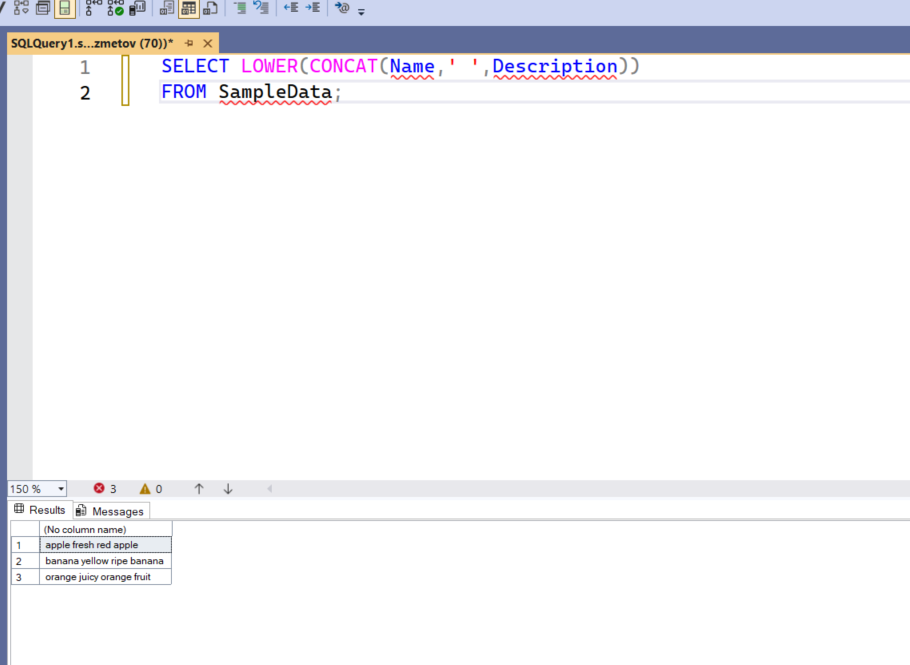 SQLQuery1.s...zmetov (70))*
1 SELECT LOWER(CONCAT(Name,' ',Description))
2 FROM SampleData;
150 % 3 0
Results Messages
(No column name)
1 apple fresh red apple
2 banana yellow ripe banana
3 orange juicy orange fruit